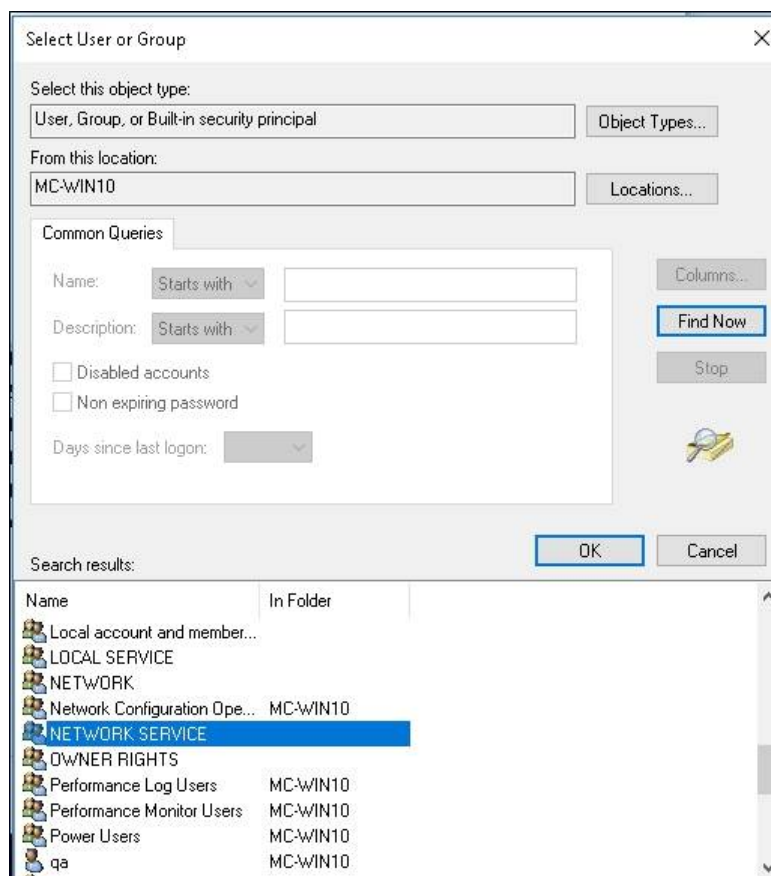 Select User or Group
Select this object type:
User, Group, or Built-in security principal
Object Types...
From this location:
MC-WIN10
Locations...
Common Queries
Name:
Starts with
Columns...
Description:
Starts with
Find Now
Disabled accounts
Stop
Non expiring password
Days since last logon:
OK
Cancel
Search results:
Name In Folder
Local account and member...
LOCAL SERVICE
NETWORK
Network Configuration Ope... MC-WIN10
NETWORK SERVICE
OWNER RIGHTS
Performance Log Users MC-WIN10
Performance Monitor Users MC-WIN10
Power Users MC-WIN10
qa MC-WIN10